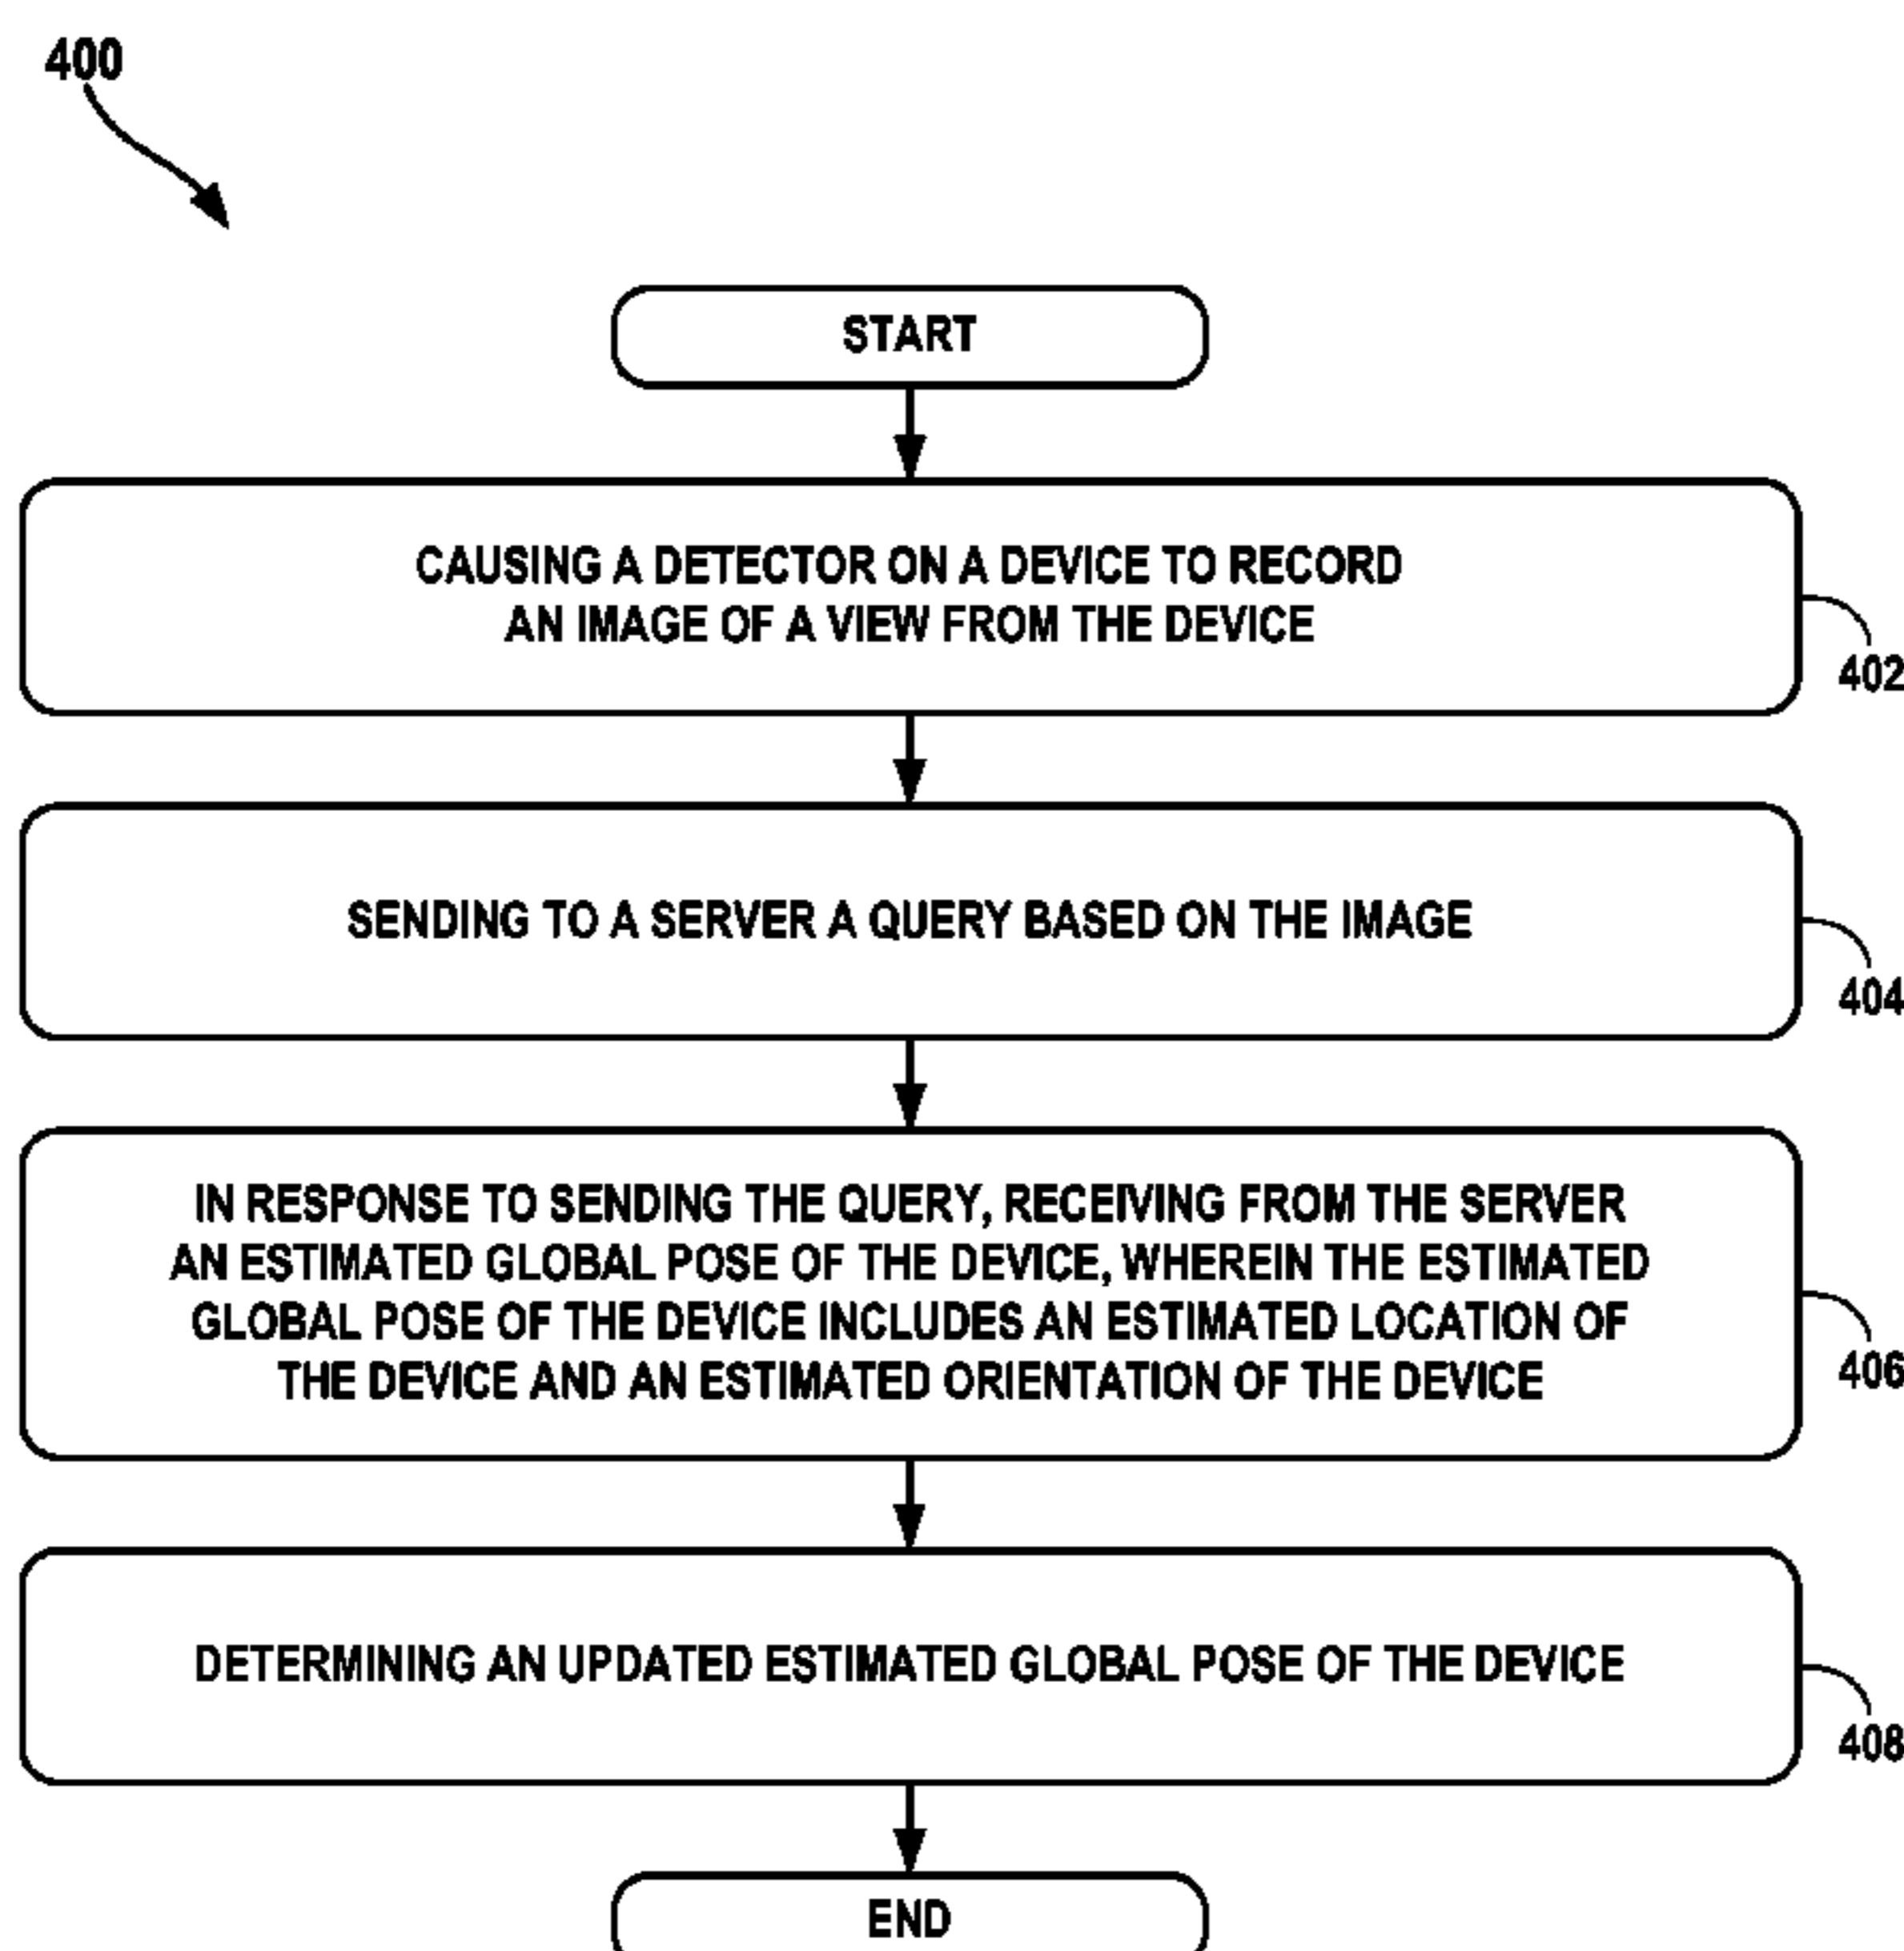 400
START
CAUSING A DETECTOR ON A DEVICE TO RECORD
AN IMAGE OF A VIEW FROM THE DEVICE
402
SENDING TO A SERVER A QUERY BASED ON THE IMAGE
404
IN RESPONSE TO SENDING THE QUERY, RECEIVING FROM THE SERVER
AN ESTIMATED GLOBAL POSE OF THE DEVICE, WHEREIN THE ESTIMATED
GLOBAL POSE OF THE DEVICE INCLUDES AN ESTIMATED LOCATION OF
THE DEVICE AND AN ESTIMATED ORIENTATION OF THE DEVICE
406
DETERMINING AN UPDATED ESTIMATED GLOBAL POSE OF THE DEVICE
408
END